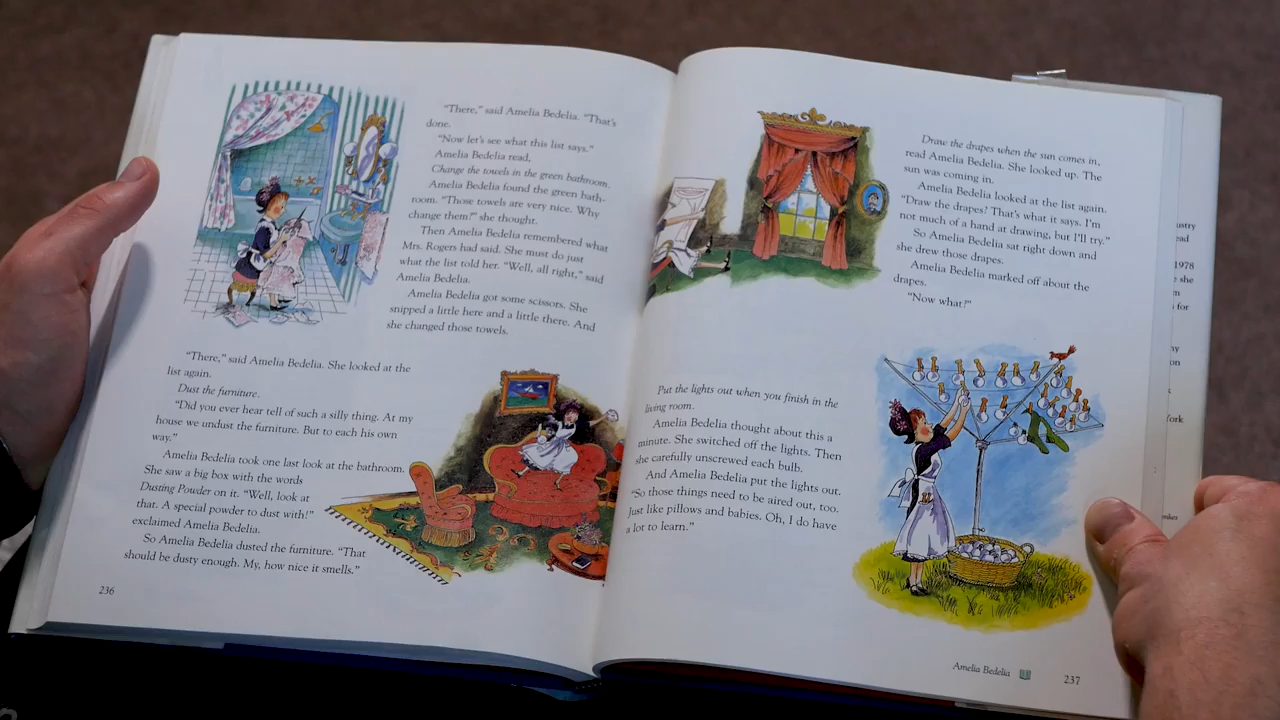 "There," said Amelia Bedelia. "That's
done.
"Now let's see what this list says."
Amelia Bedelia read,
Change the towels in the green bathroom.
Amelia Bedelia found the green bath-
room. "Those towels are very nice. Why
change them?" she thought.
Then Amelia Bedelia remembered what
Mrs. Rogers had said. She must do just
what the list told her. "Well, all right," said
Amelia Bedelia.
Amelia Bedelia got some scissors. She
snipped a little here and a little there. And
she changed those towels.
"There," said Amelia Bedelia. She looked at the
list again.
Dust the furniture.
"Did you ever hear tell of such a silly thing. At my
house we undust the furniture. But to each his own
way."
Amelia Bedelia took one last look at the bathroom.
She saw a big box with the words
Dusting Powder on it. "Well, look at
that. A special powder to dust with!"
exclaimed Amelia Bedelia.
So Amelia Bedelia dusted the furniture. "That
should be dusty enough. My, how nice it smells."
236
Draw the drapes when the sun comes in,
read Amelia Bedelia. She looked up. The
sun was coming in.
Amelia Bedelia looked at the list again.
"Draw the drapes? That's what it says. I'm
not much of a hand at drawing, but I'll try."
So Amelia Bedelia sat right down and
she drew those drapes.
Amelia Bedelia marked off about the
drapes.
"Now what?"
Put the lights out when you finish in the
living room.
Amelia Bedelia thought about this a
minute. She switched off the lights. Then
she carefully unscrewed each bulb.
And Amelia Bedelia put the lights out.
"So those things need to be aired out, too.
Just like pillows and babies. Oh, I do have
a lot to learn."
Amelia Bedelia
237
1978
she
for